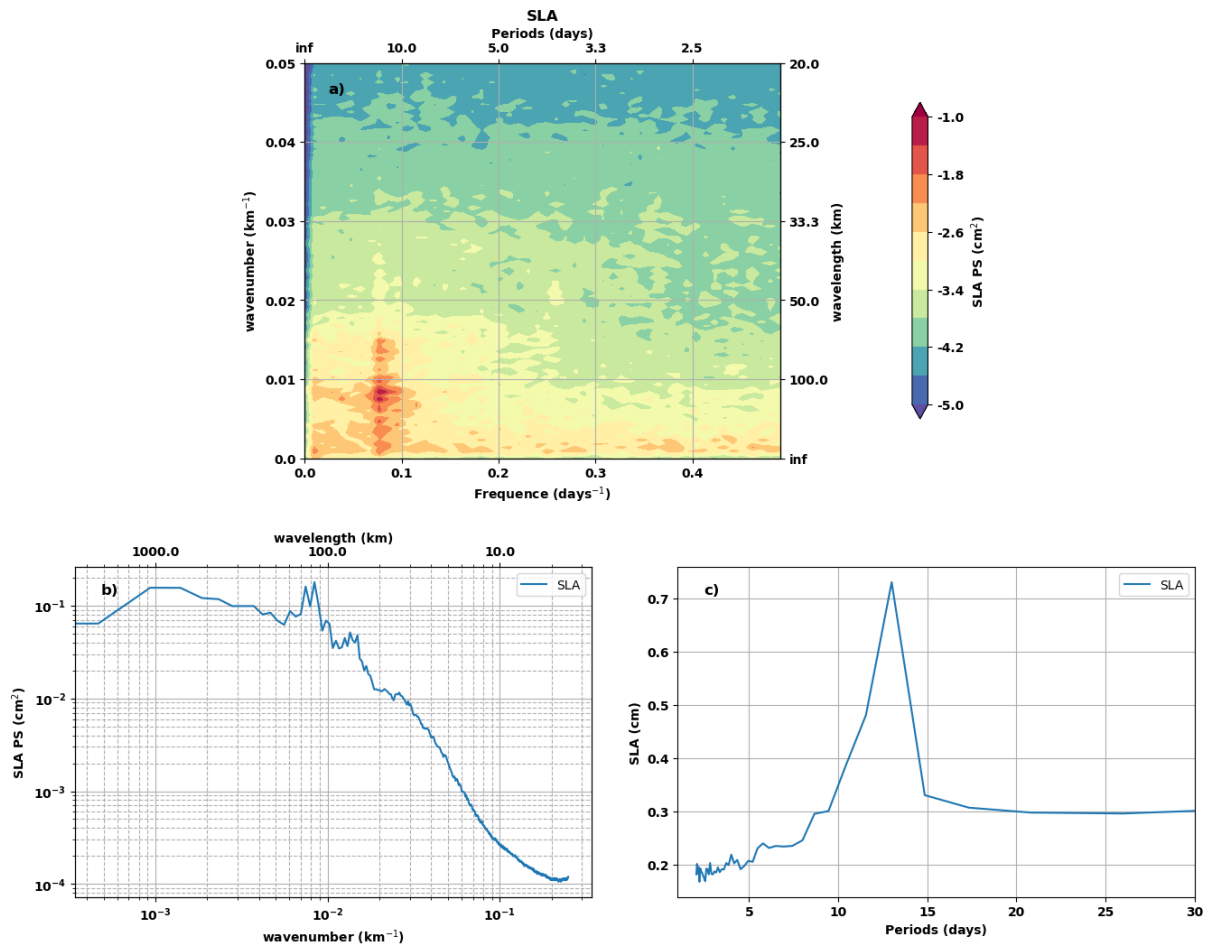 SLA
Periods (days)
inf 10.0 5.0 3.3 2.5
a)
0.05 20.0
0.04 25.0
0.03 33.3
0.02 50.0
0.01 100.0
0.0 inf
wavenumber (km⁻¹)
wavelength (km)
0.0 0.1 0.2 0.3 0.4
Frequence (days⁻¹)
-1.0
-1.8
-2.6
-3.4
-4.2
-5.0
SLA PS (cm²)
wavelength (km)
1000.0 100.0 10.0
b)
SLA
10⁻¹
10⁻²
10⁻³
10⁻⁴
SLA PS (cm²)
10⁻³ 10⁻² 10⁻¹
wavenumber (km⁻¹)
c)
SLA
0.7
0.6
0.5
0.4
0.3
0.2
SLA (cm)
5 10 15 20 25 30
Periods (days)